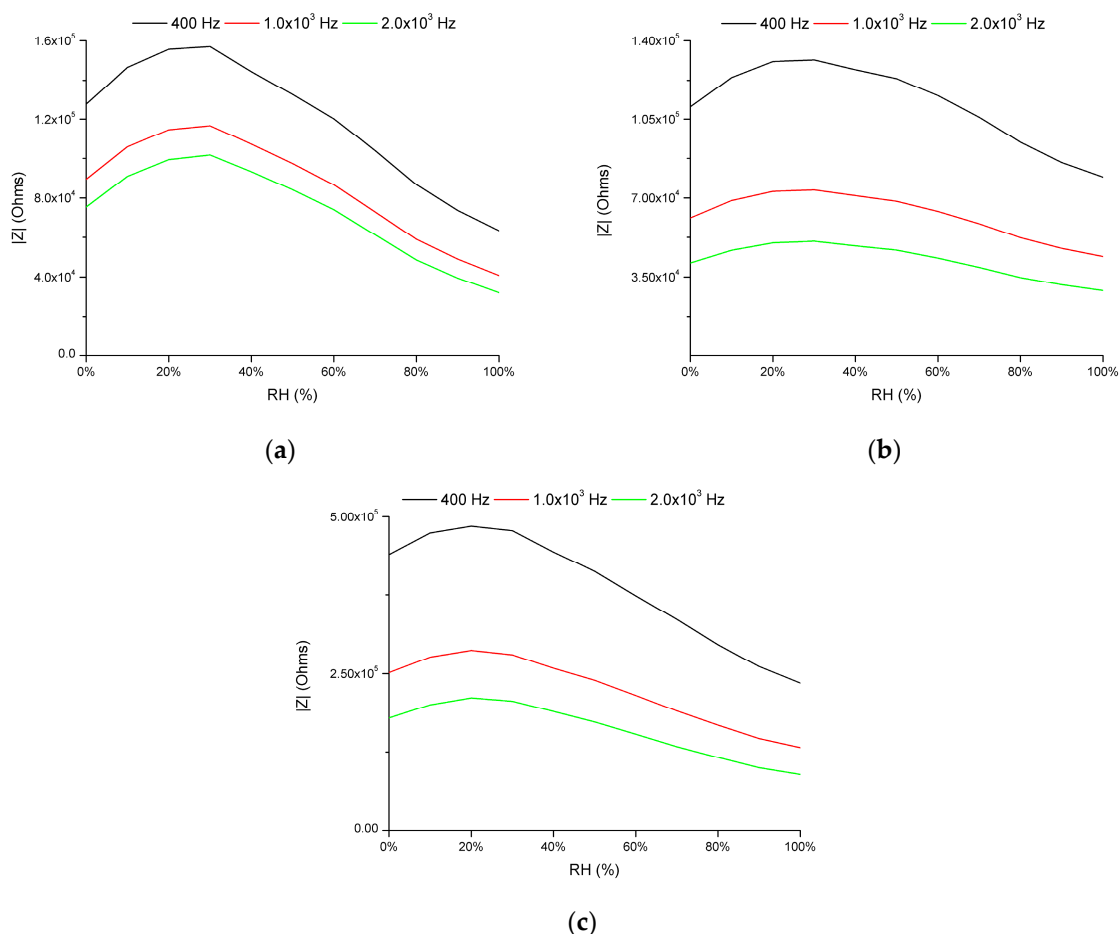 400 Hz 1.0x10³ Hz 2.0x10³ Hz
1.6x10⁵
1.2x10⁵
8.0x10⁴
4.0x10⁴
0.0
|Z| (Ohms)
0% 20% 40% 60% 80% 100%
RH (%)
(a)
400 Hz 1.0x10³ Hz 2.0x10³ Hz
1.40x10⁵
1.05x10⁵
7.00x10⁴
3.50x10⁴
|Z| (Ohms)
0% 20% 40% 60% 80% 100%
RH (%)
(b)
400 Hz 1.0x10³ Hz 2.0x10³ Hz
5.00x10⁵
2.50x10⁵
0.00
|Z| (Ohms)
0% 20% 40% 60% 80% 100%
RH (%)
(c)